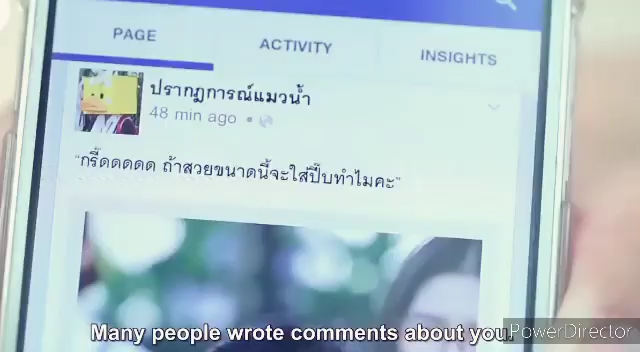 PAGE
ACTIVITY
INSIGHTS
ปรากฏการณ์แมวน้ำ
48 min ago
“กรี๊ดดดดด ถ้าสวยขนาดนี้จะใส่ปี๊บทำไมคะ”
Many people wrote comments about you.
PowerDirector